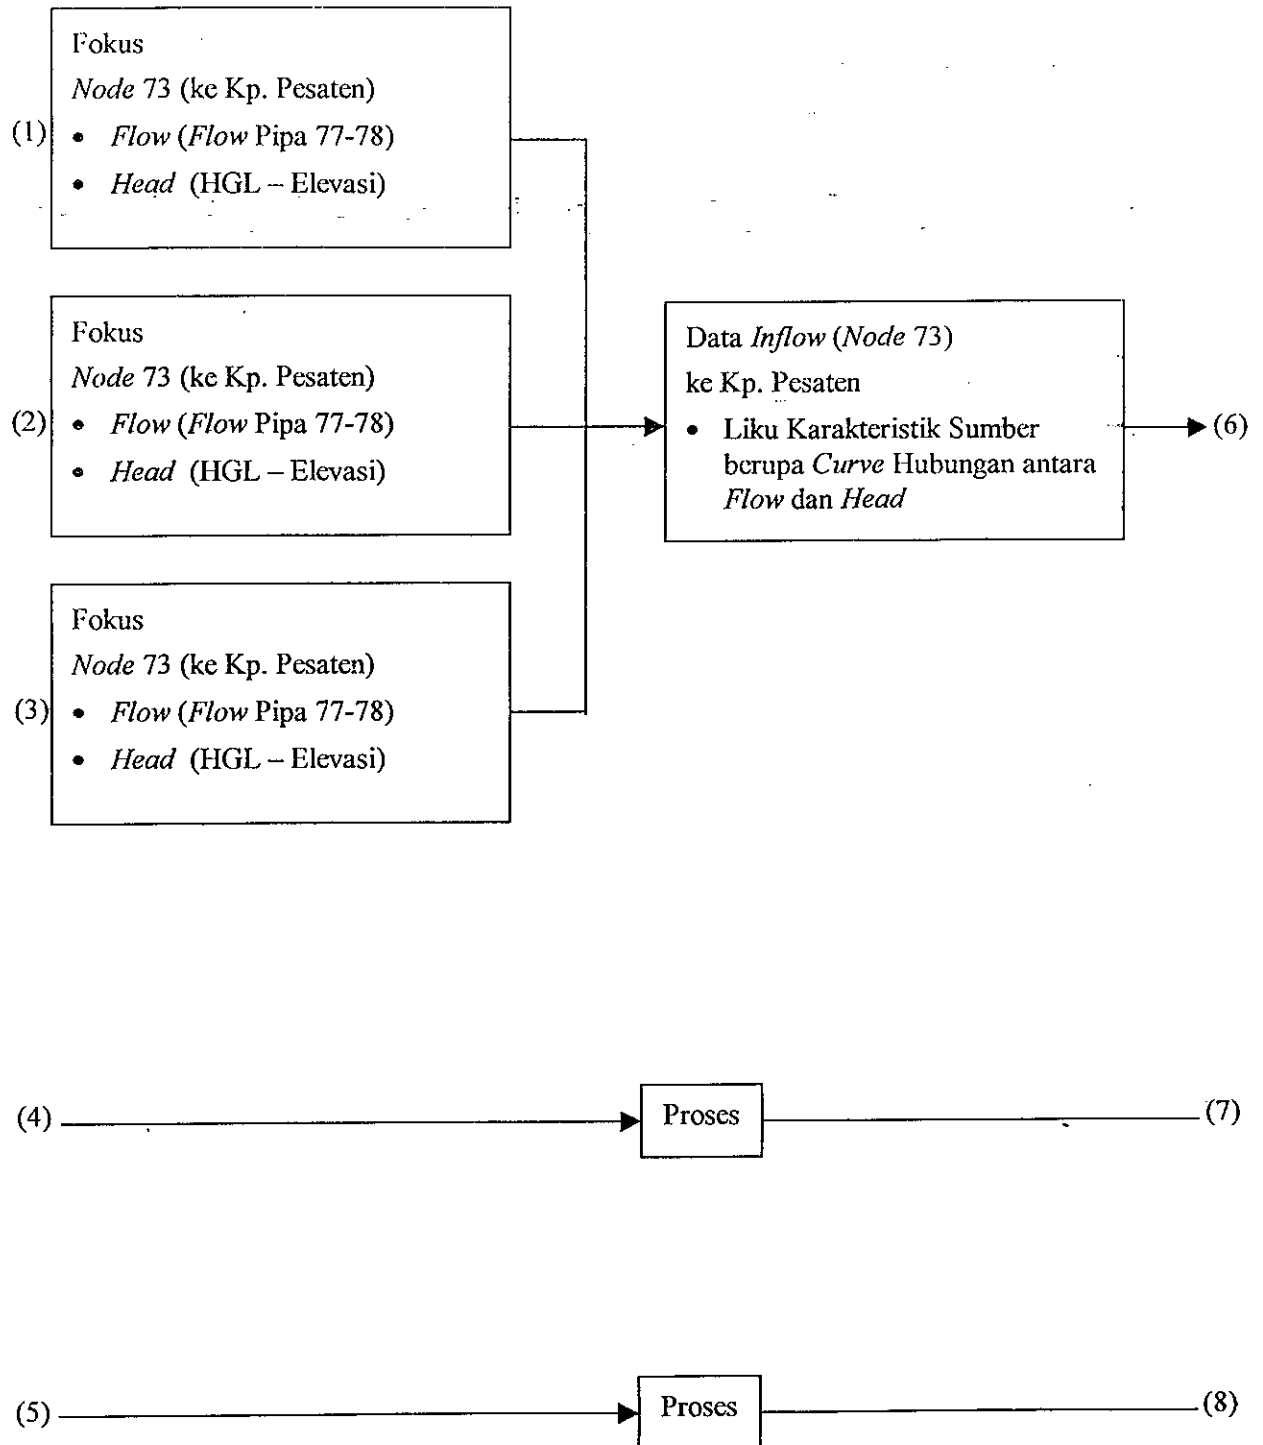 Fokus
Node 73 (ke Kp. Pesaten)
(1)
• Flow (Flow Pipa 77-78)
• Head (HGL – Elevasi)
Fokus
Node 73 (ke Kp. Pesaten)
(2)
• Flow (Flow Pipa 77-78)
• Head (HGL – Elevasi)
Fokus
Node 73 (ke Kp. Pesaten)
(3)
• Flow (Flow Pipa 77-78)
• Head (HGL – Elevasi)
Data Inflow (Node 73)
ke Kp. Pesaten
• Liku Karakteristik Sumber
berupa Curve Hubungan antara
Flow dan Head
(6)
(4)
Proses
(7)
(5)
Proses
(8)